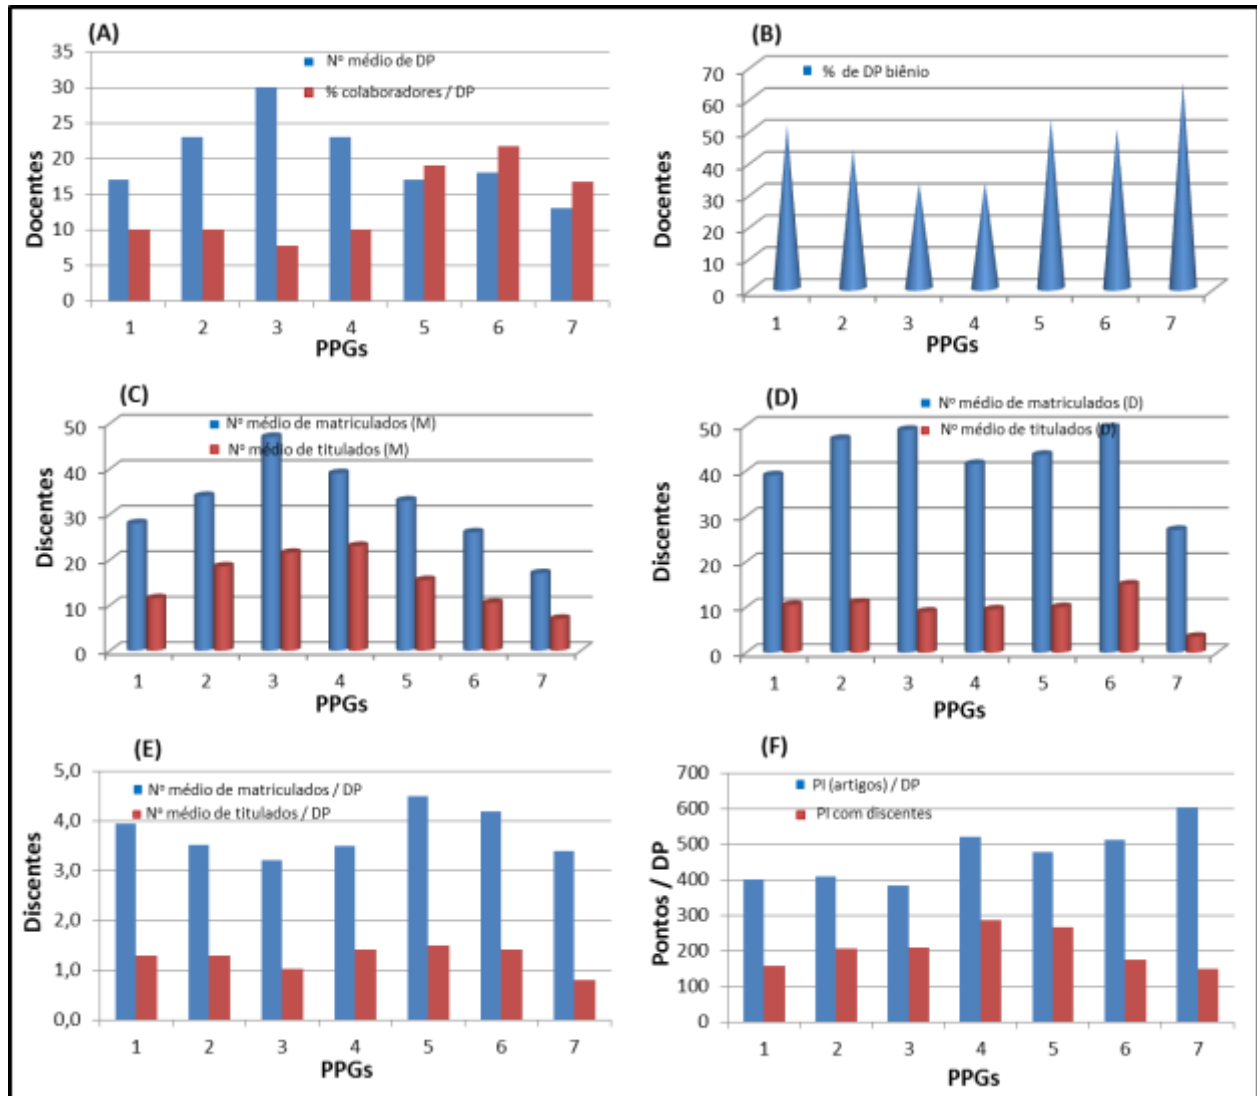 (A)
Nº médio de DP
% colaboradores / DP
35
30
25
20
15
10
5
0
Docentes
1 2 3 4 5 6 7
PPGs
(B)
% de DP biênio
70
60
50
40
30
20
10
0
Docentes
1 2 3 4 5 6 7
PPGs
(C)
Nº médio de matriculados (M)
Nº médio de titulados (M)
50
40
30
20
10
0
Discentes
1 2 3 4 5 6 7
PPGs
(D)
Nº médio de matriculados (D)
Nº médio de titulados (D)
50
40
30
20
10
0
Discentes
1 2 3 4 5 6 7
PPGs
(E)
Nº médio de matriculados / DP
Nº médio de titulados / DP
5,0
4,0
3,0
2,0
1,0
0,0
Discentes
1 2 3 4 5 6 7
PPGs
(F)
PI (artigos) / DP
PI com discentes
700
600
500
400
300
200
100
0
Pontos / DP
1 2 3 4 5 6 7
PPGs